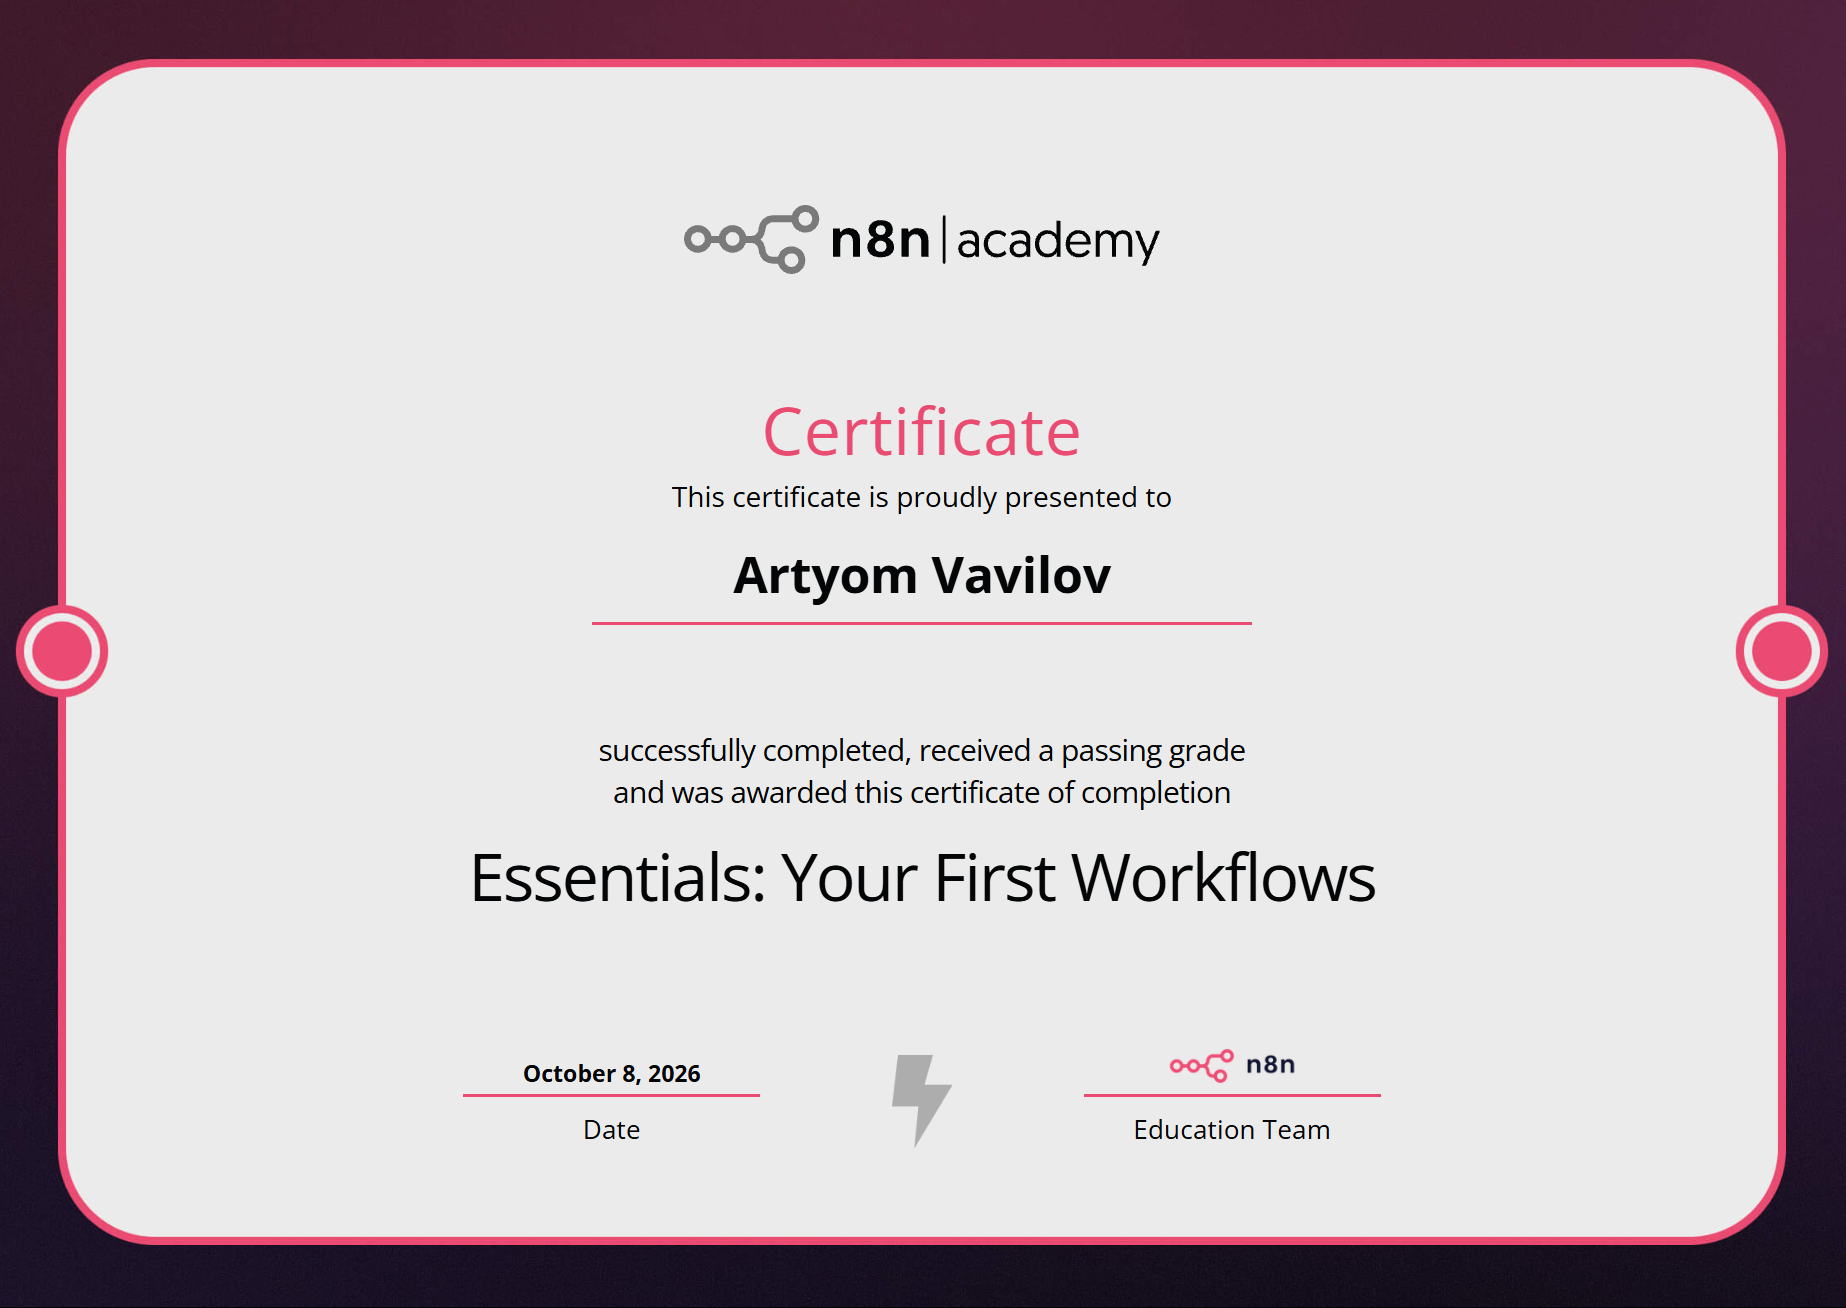 n8n | academy
Certificate
This certificate is proudly presented to
Artyom Vavilov
successfully completed, received a passing grade
and was awarded this certificate of completion
Essentials: Your First Workflows
October 8, 2026
Date
n8n
Education Team